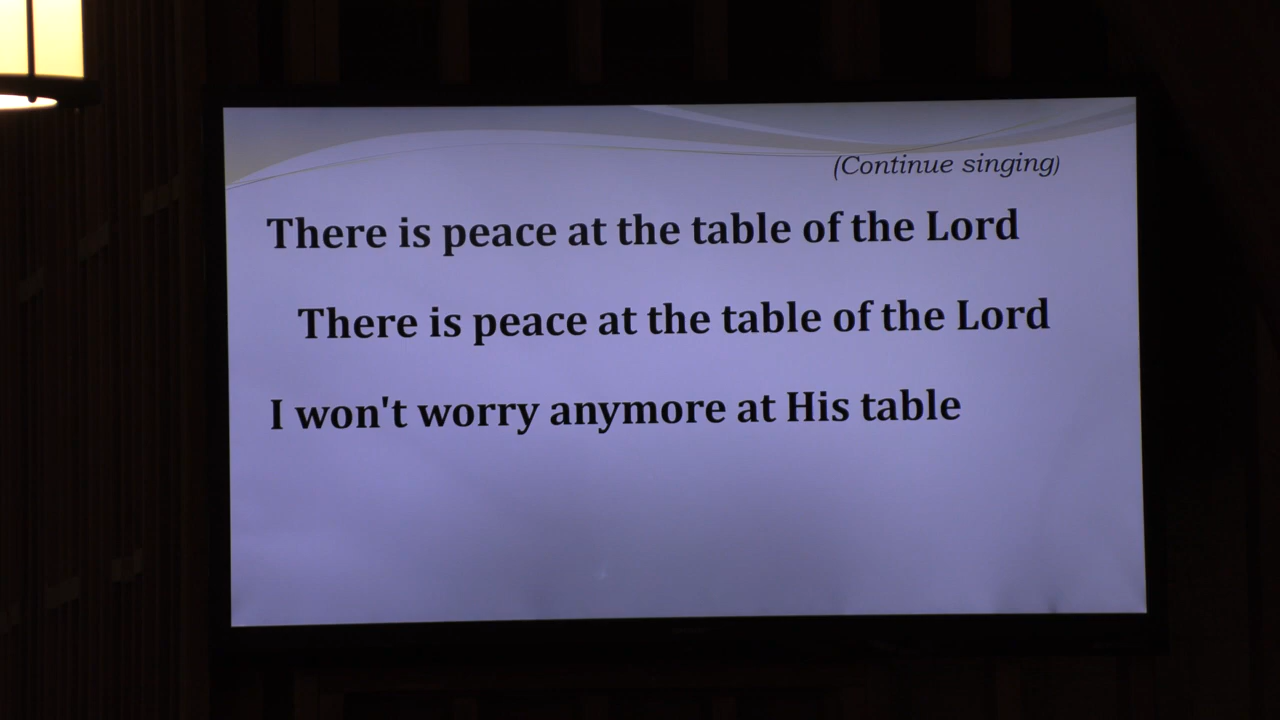 (Continue singing)
There is peace at the table of the Lord
There is peace at the table of the Lord
I won't worry anymore at His table